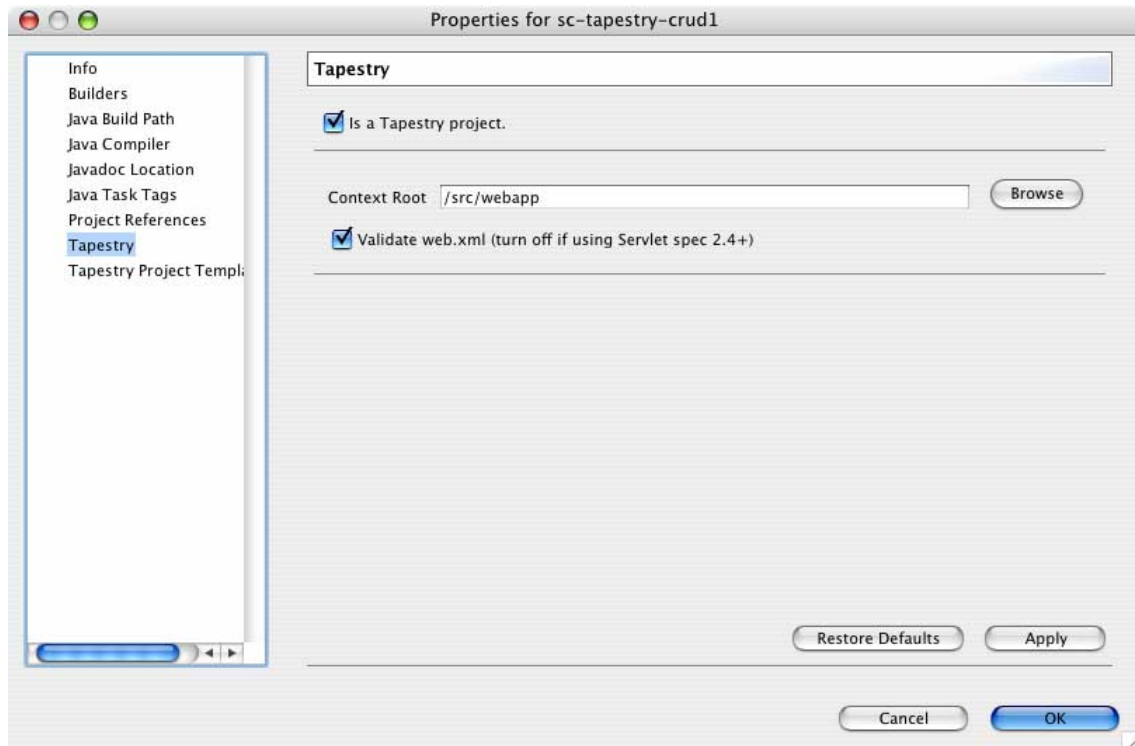 Properties for sc-tapestry-crud1
Info
Builders
Java Build Path
Java Compiler
Javadoc Location
Java Task Tags
Project References
Tapestry
Tapestry Project Templa
Tapestry
Is a Tapestry project.
Context Root /src/webapp Browse
Validate web.xml (turn off if using Servlet spec 2.4+)
Restore Defaults Apply
Cancel OK